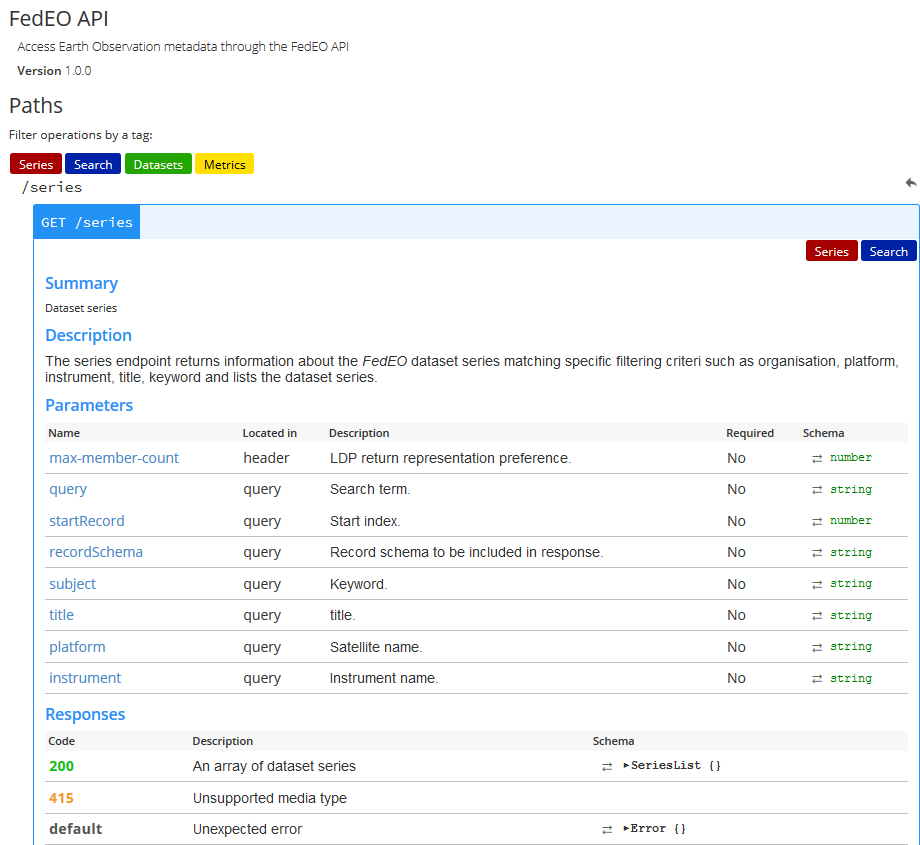 FedEO API
Access Earth Observation metadata through the FedEO API
Version 1.0.0
Paths
Filter operations by a tag:
Series Search Datasets Metrics
/series
GET /series
Series Search
Summary
Dataset series
Description
The series endpoint returns information about the FedEO dataset series matching specific filtering criteri such as organisation, platform,
instrument, title, keyword and lists the dataset series.
Parameters
Name Located in Description Required Schema
max-member-count header LDP return representation preference. No ⇄ number
query query Search term. No ⇄ string
startRecord query Start index. No ⇄ number
recordSchema query Record schema to be included in response. No ⇄ string
subject query Keyword. No ⇄ string
title query title. No ⇄ string
platform query Satellite name. No ⇄ string
instrument query Instrument name. No ⇄ string
Responses
Code Description Schema
200 An array of dataset series ⇄ ▸SeriesList {}
415 Unsupported media type
default Unexpected error ⇄ ▸Error {}